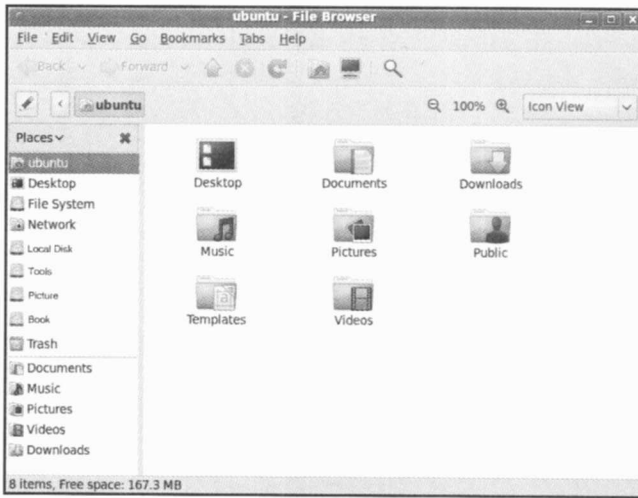 ubuntu - File Browser
File Edit View Go Bookmarks Tabs Help
Back Forward
ubuntu 100% Icon View
Places
ubuntu
Desktop
File System
Network
Local Disk
Tools
Picture
Book
Trash
Documents
Music
Pictures
Videos
Downloads
Desktop Documents Downloads
Music Pictures Public
Templates Videos
8 items, Free space: 167.3 MB